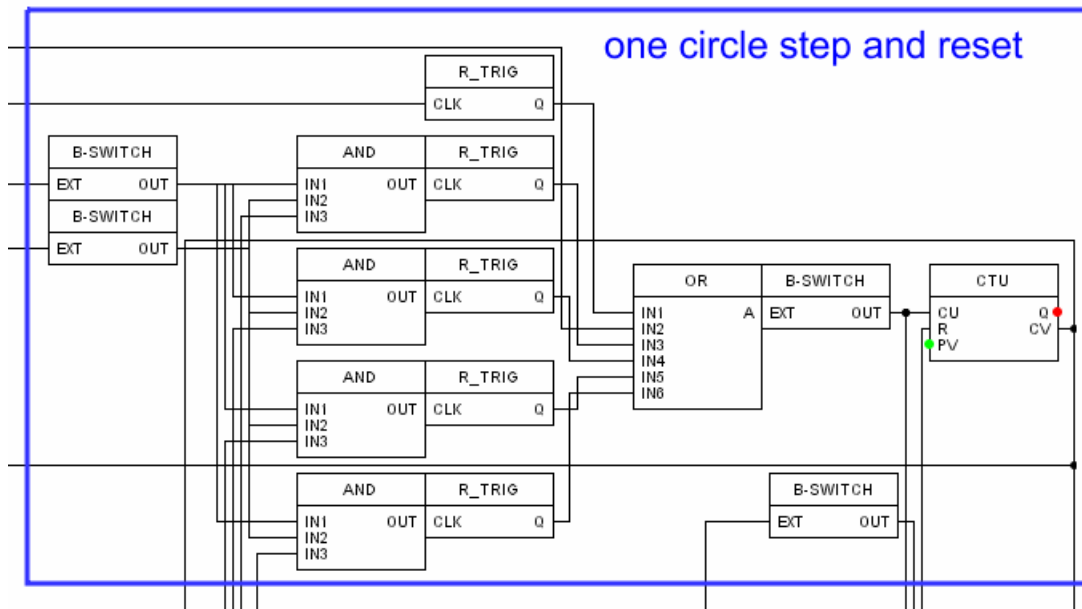 one circle step and reset
R_TRIG
CLK Q
B-SWITCH
EXT OUT
B-SWITCH
EXT OUT
AND
IN1 OUT
IN2
IN3
R_TRIG
CLK Q
AND
IN1 OUT
IN2
IN3
R_TRIG
CLK Q
AND
IN1 OUT
IN2
IN3
R_TRIG
CLK Q
AND
IN1 OUT
IN2
IN3
R_TRIG
CLK Q
OR
IN1 A
IN2
IN3
IN4
IN5
IN6
B-SWITCH
EXT OUT
CTU
CU Q
R CV
PV
B-SWITCH
EXT OUT